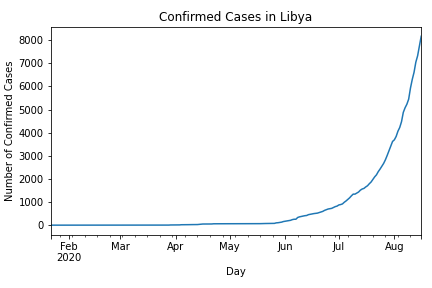 Confirmed Cases in Libya
Number of Confirmed Cases
8000
7000
6000
5000
4000
3000
2000
1000
0
Feb Mar Apr May Jun Jul Aug
2020
Day